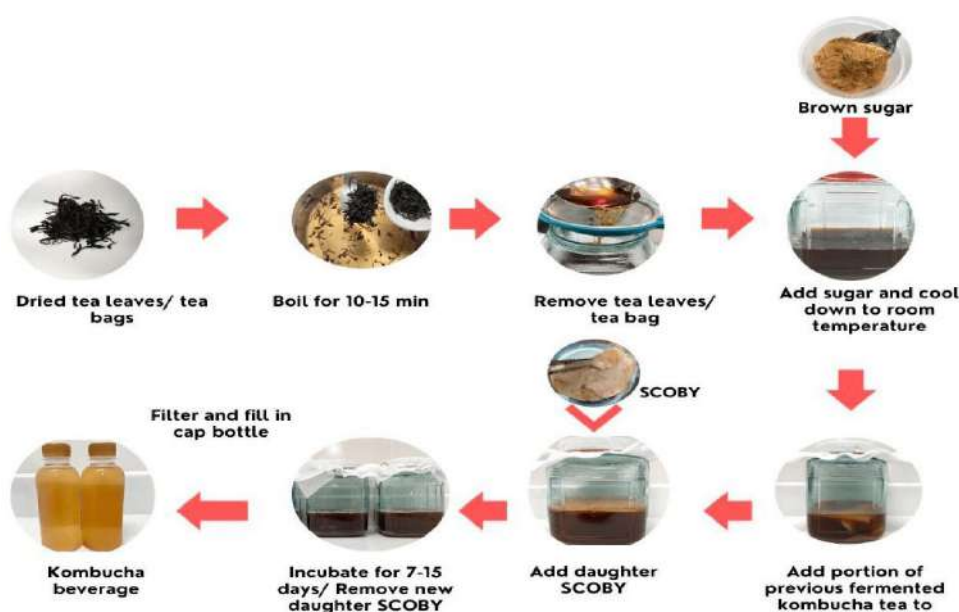 Brown sugar
Dried tea leaves/ tea
bags
Boil for 10-15 min
Remove tea leaves/
tea bag
Add sugar and cool
down to room
temperature
SCOBY
Filter and fill in
cap bottle
Kombucha
beverage
Incubate for 7-15
days/ Remove new
daughter SCOBY
Add daughter
SCOBY
Add portion of
previous fermented
kombucha tea to